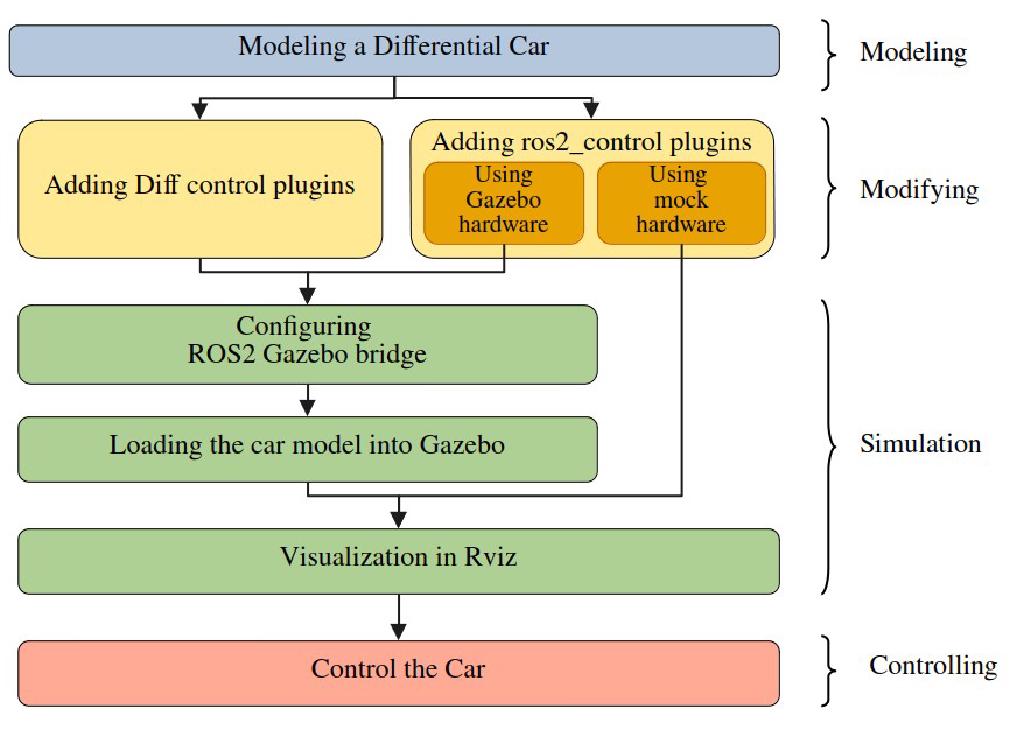 Modeling a Differential Car
Modeling
Adding Diff control plugins
Adding ros2_control plugins
Using
Gazebo
hardware
Using
mock
hardware
Modifying
Configuring
ROS2 Gazebo bridge
Loading the car model into Gazebo
Simulation
Visualization in Rviz
Control the Car
Controlling